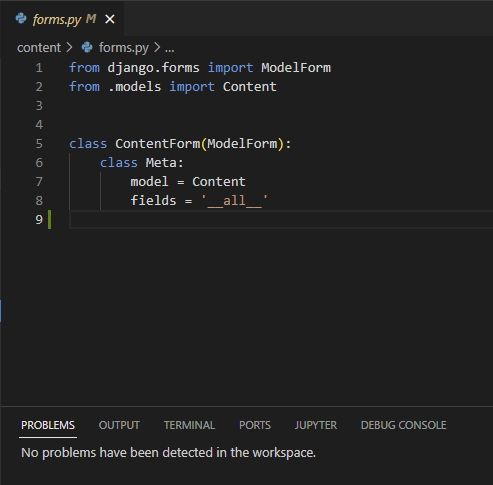 forms.py M
content > forms.py > ...
1 from django.forms import ModelForm
2 from .models import Content
3
4
5 class ContentForm(ModelForm):
6     class Meta:
7         model = Content
8         fields = '__all__'
9
PROBLEMS OUTPUT TERMINAL PORTS JUPYTER DEBUG CONSOLE
No problems have been detected in the workspace.